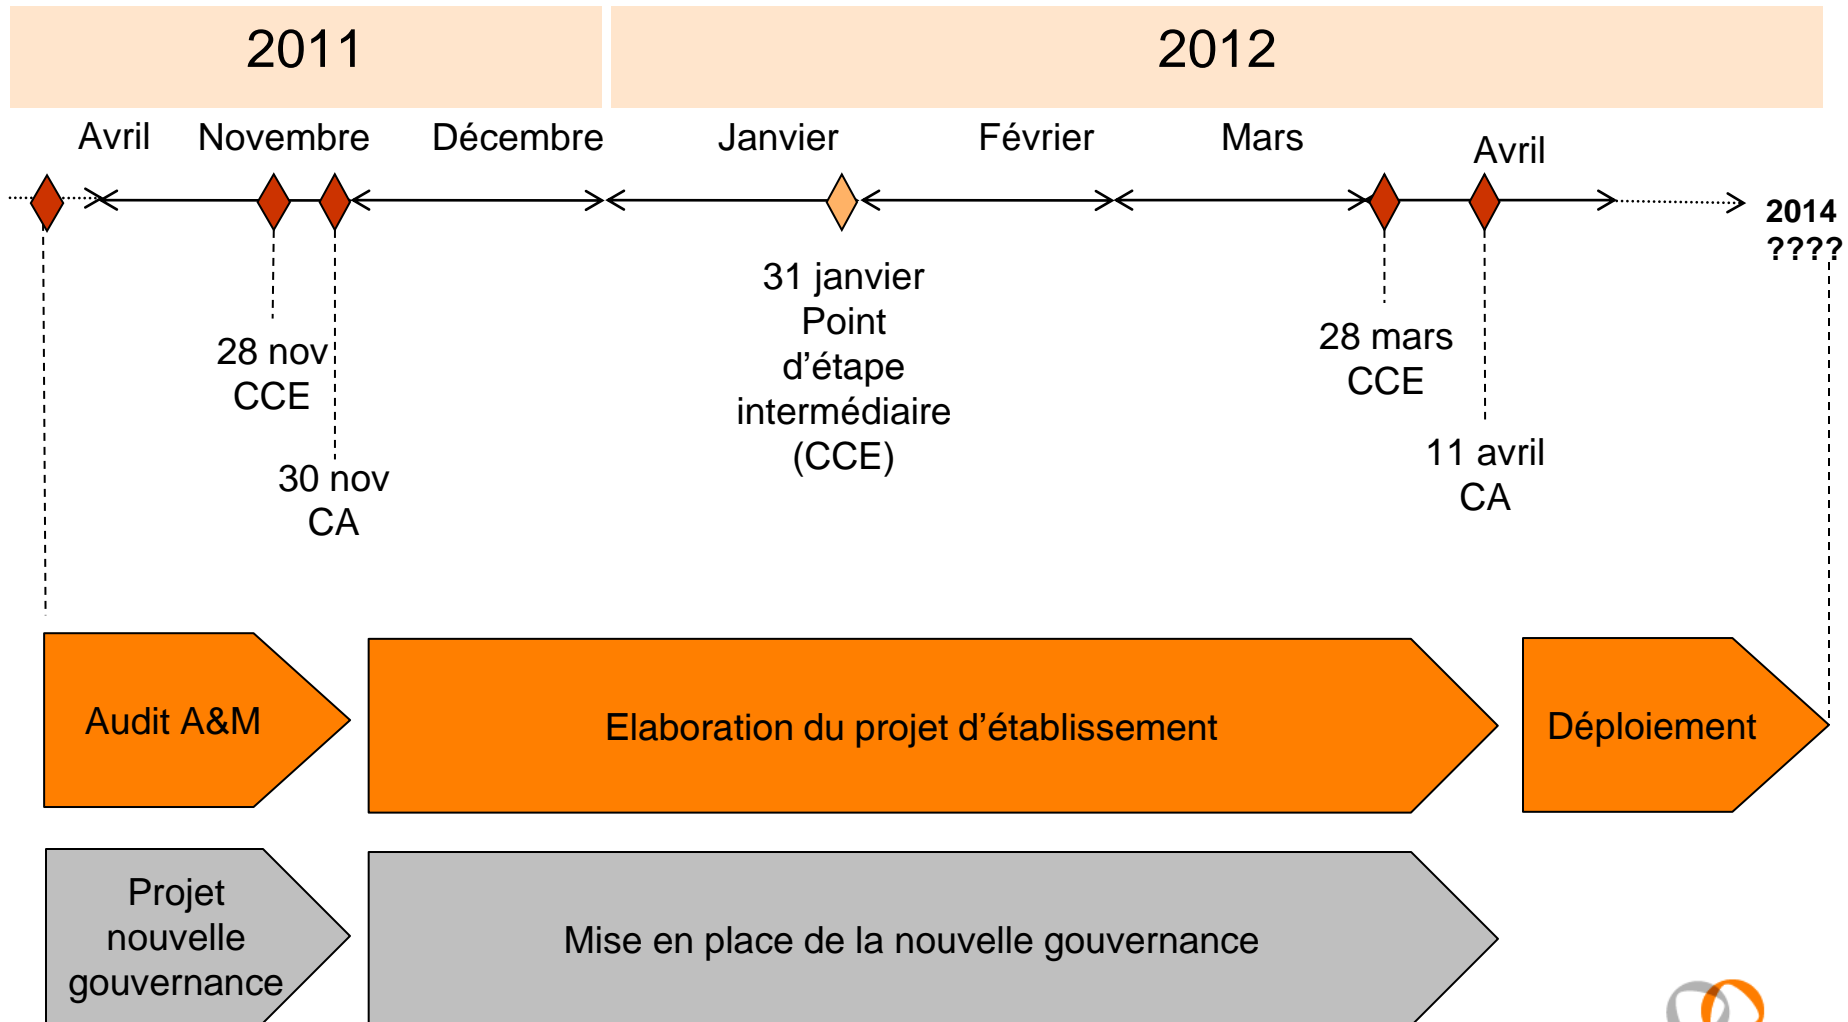 2011
2012
Avril
Novembre
Décembre
Janvier
Février
Mars
Avril
2014
????
28 nov
CCE
30 nov
CA
31 janvier
Point
d’étape
intermédiaire
(CCE)
28 mars
CCE
11 avril
CA
Audit A&M
Elaboration du projet d’établissement
Déploiement
Projet
nouvelle
gouvernance
Mise en place de la nouvelle gouvernance